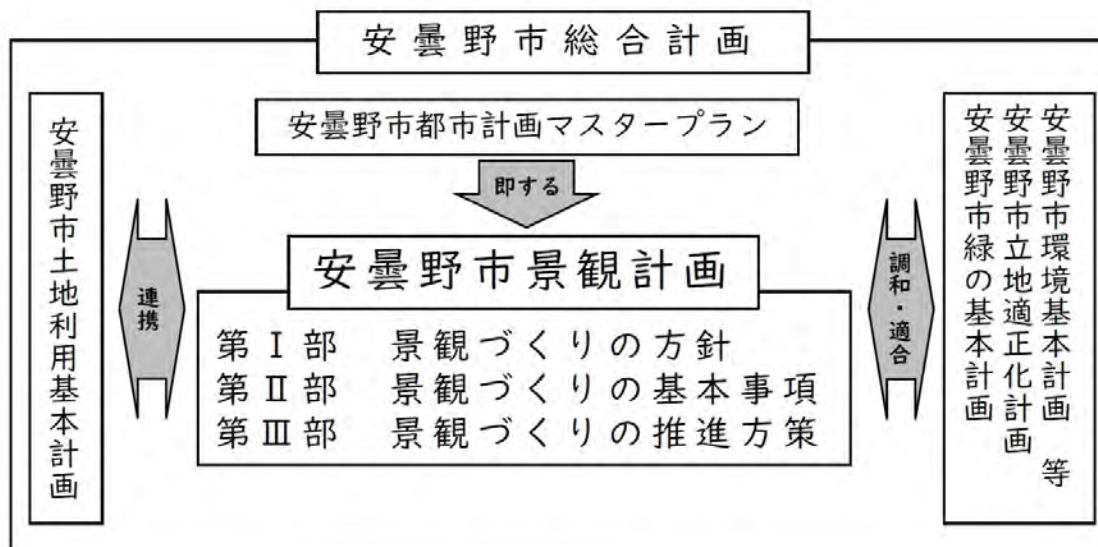 安曇野市総合計画
安曇野市都市計画マスタープラン
即する
安曇野市土地利用基本計画
連携
安曇野市景観計画
第Ⅰ部 景観づくりの方針
第Ⅱ部 景観づくりの基本事項
第Ⅲ部 景観づくりの推進方策
調和・適合
安曇野市環境基本計画 等
安曇野市立地適正化計画
安曇野市緑の基本計画